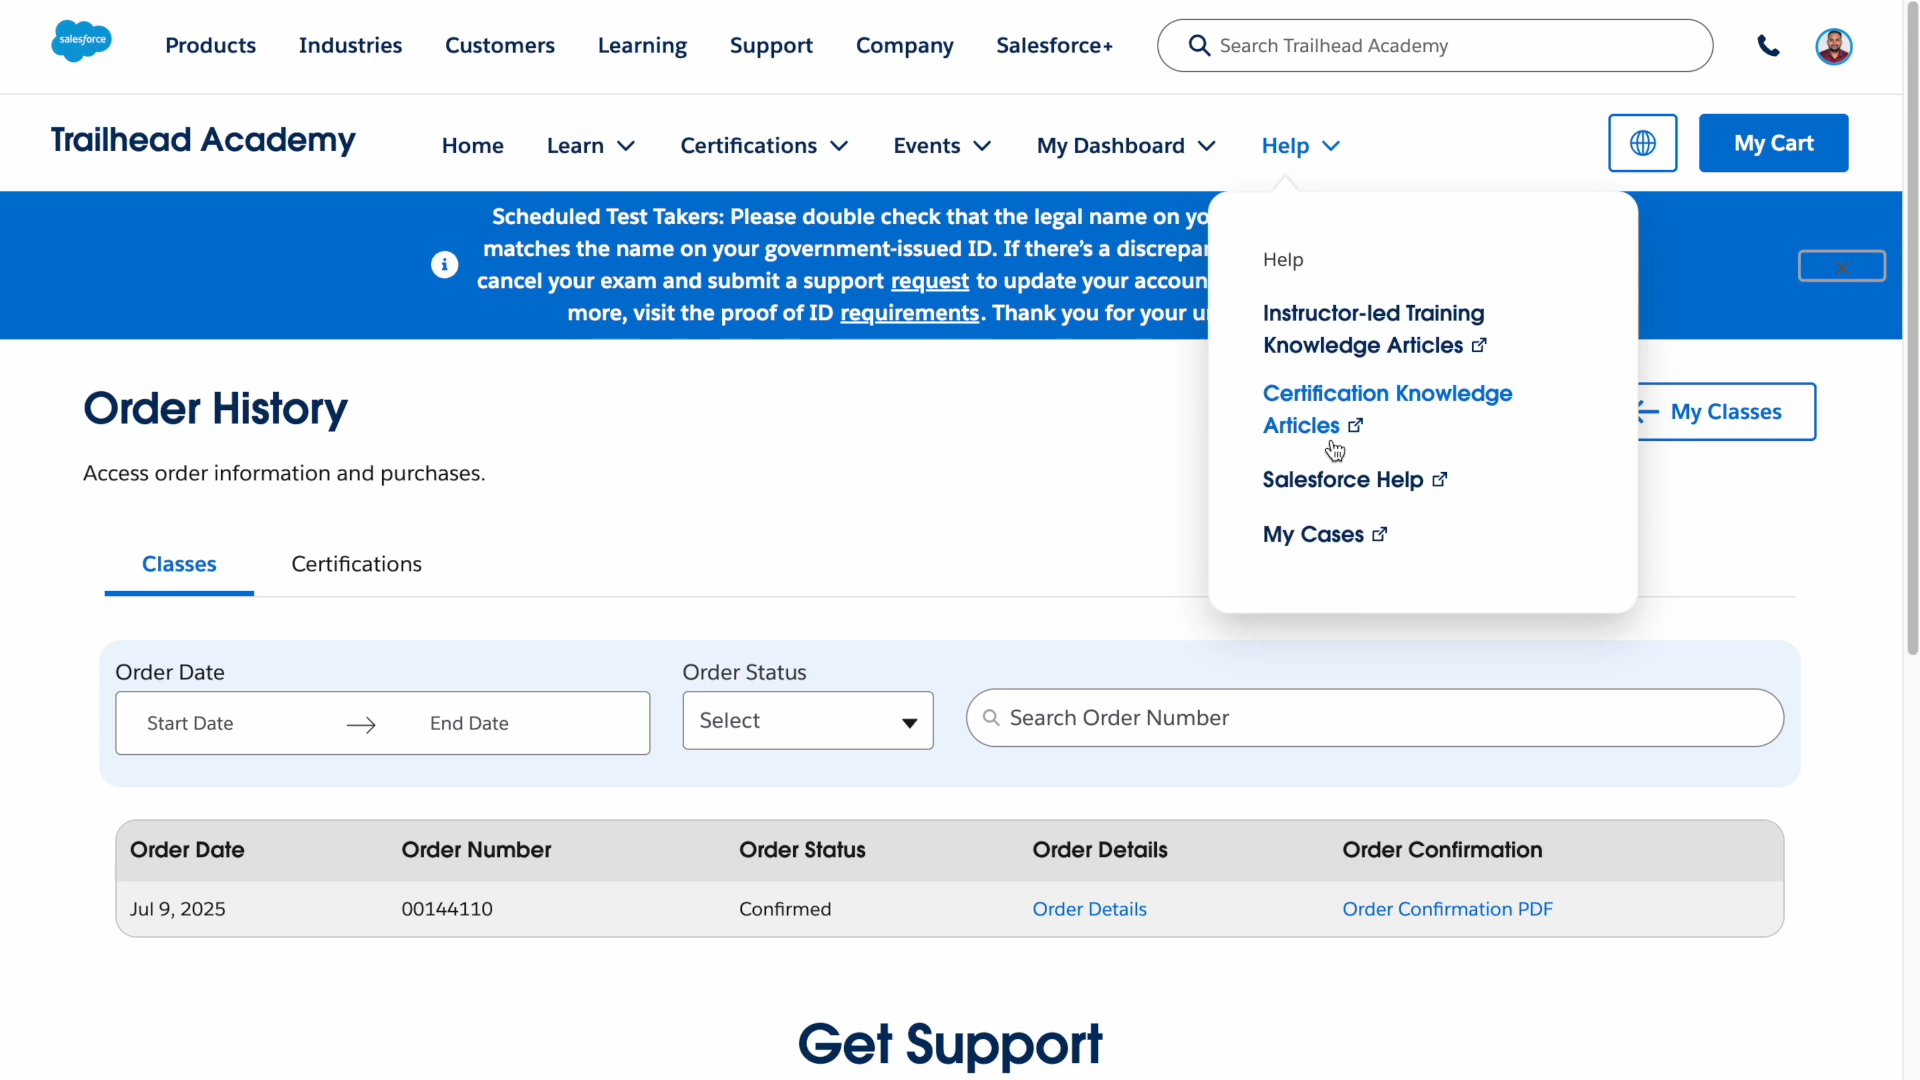 salesforce
Products Industries Customers Learning Support Company Salesforce+ Search Trailhead Academy
Trailhead Academy Home Learn Certifications Events My Dashboard Help My Cart
Scheduled Test Takers: Please double check that the legal name on
matches the name on your government-issued ID. If there's a
cancel your exam and submit a support request to update your
more, visit the proof of ID requirements. Thank you for your
Help
Instructor-led Training
Knowledge Articles
Certification Knowledge
Articles
Salesforce Help
My Cases
Order History
My Classes
Access order information and purchases.
Classes Certifications
Order Date Order Status
Start Date End Date Select Search Order Number
Order Date Order Number Order Status Order Details Order Confirmation
Jul 9, 2025 00144110 Confirmed Order Details Order Confirmation PDF
Get Support